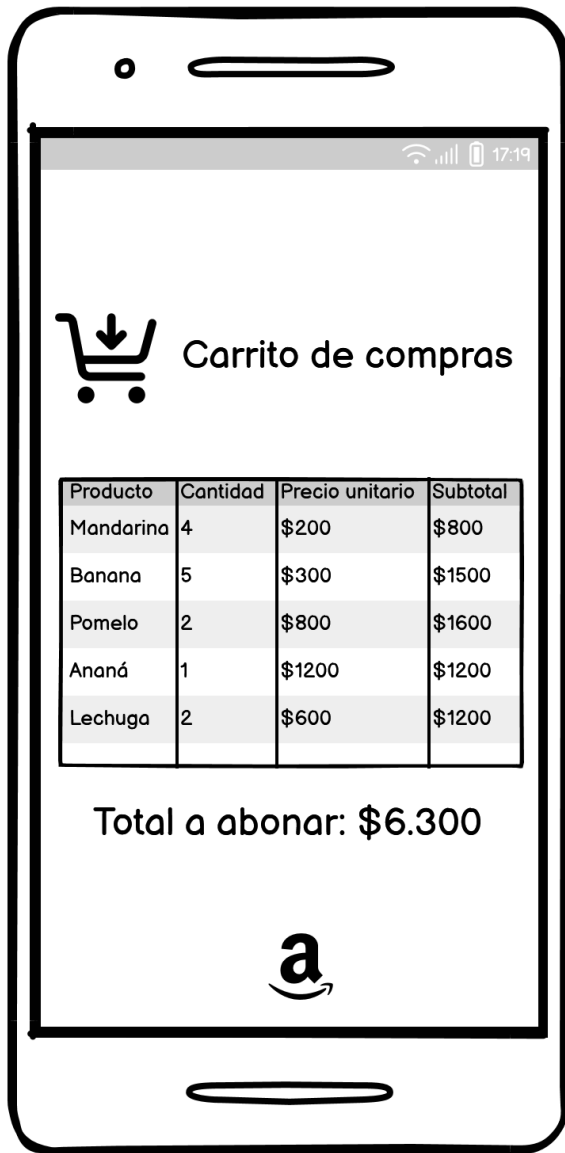 17:19
Carrito de compras
Producto Cantidad Precio unitario Subtotal
Mandarina 4 $200 $800
Banana 5 $300 $1500
Pomelo 2 $800 $1600
Ananá 1 $1200 $1200
Lechuga 2 $600 $1200
Total a abonar: $6.300
a